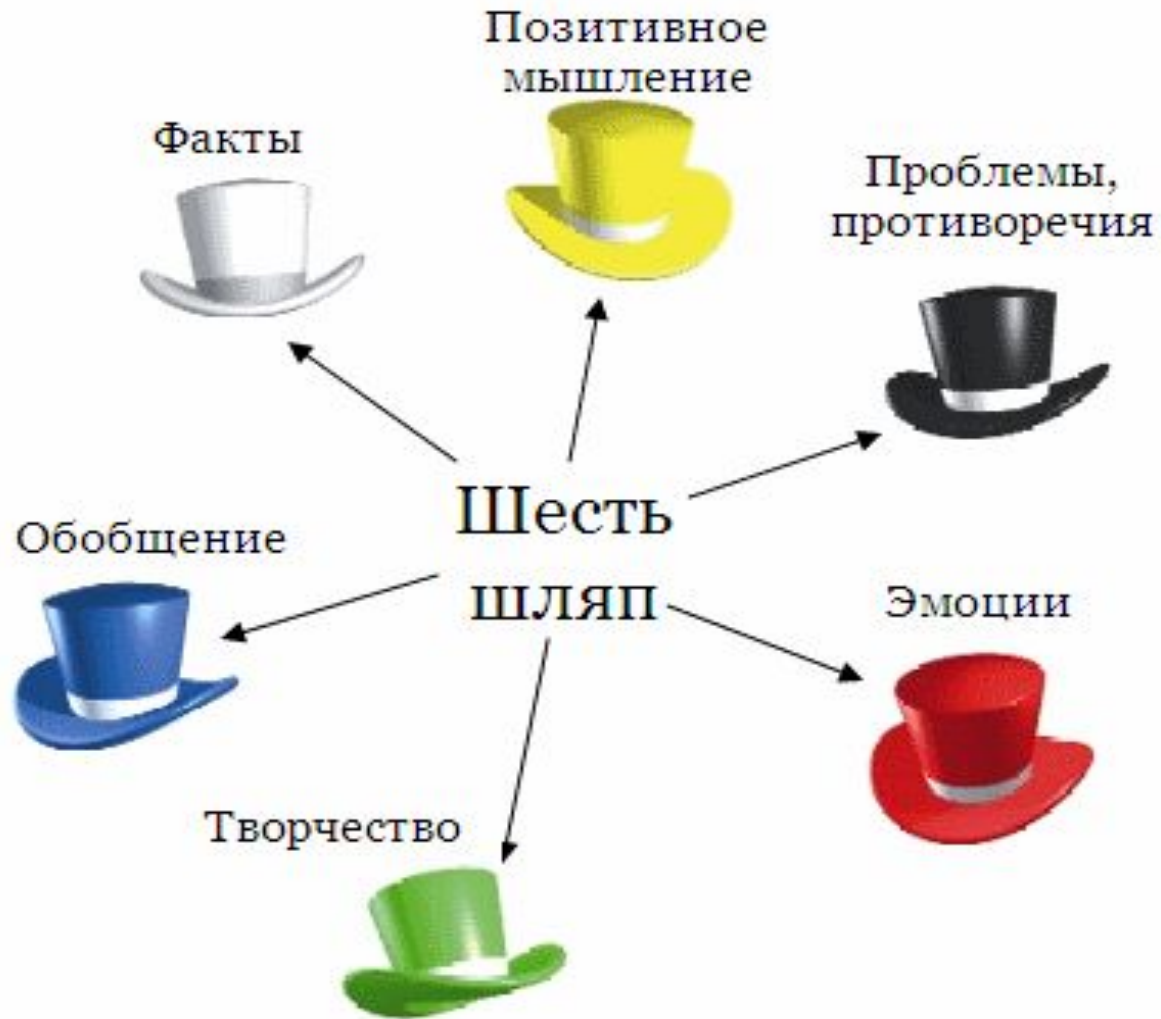 Позитивное
мышление
Факты
Проблемы,
противоречия
Шесть
шляп
Обобщение
Эмоции
Творчество